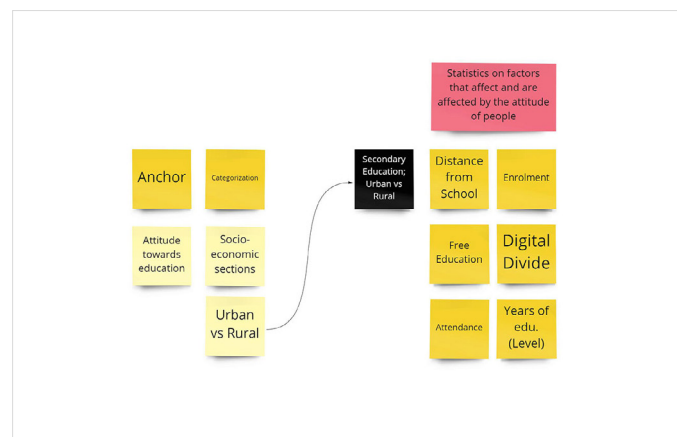 Statistics on factors
that affect and are
affected by the attitude
of people
Anchor
Categorization
Secondary
Education;
Urban vs
Rural
Distance
from
School
Enrolment
Attitude
towards
education
Socio-
economic
sections
Free
Education
Digital
Divide
Urban
vs Rural
Attendance
Years of
edu.
(Level)